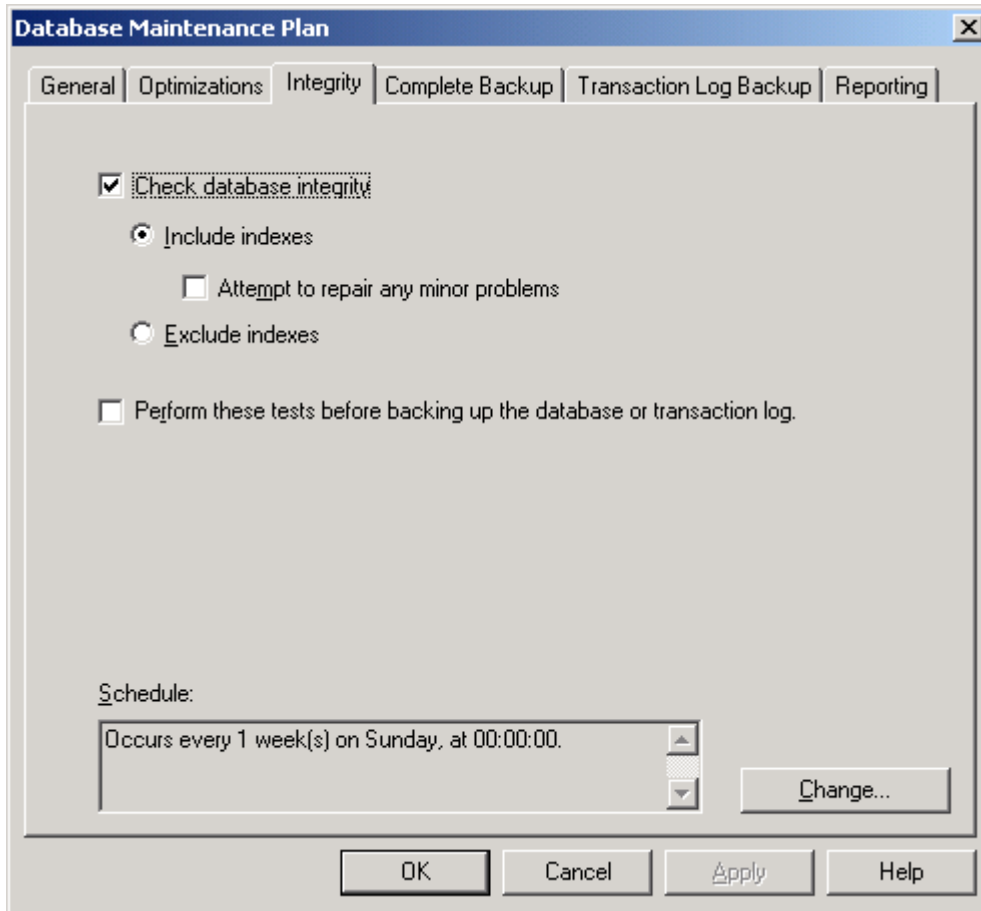 Database Maintenance Plan
General Optimizations Integrity Complete Backup Transaction Log Backup Reporting
Check database integrity
Include indexes
Attempt to repair any minor problems
Exclude indexes
Perform these tests before backing up the database or transaction log.
Schedule:
Occurs every 1 week(s) on Sunday, at 00:00:00.
Change...
OK Cancel Apply Help